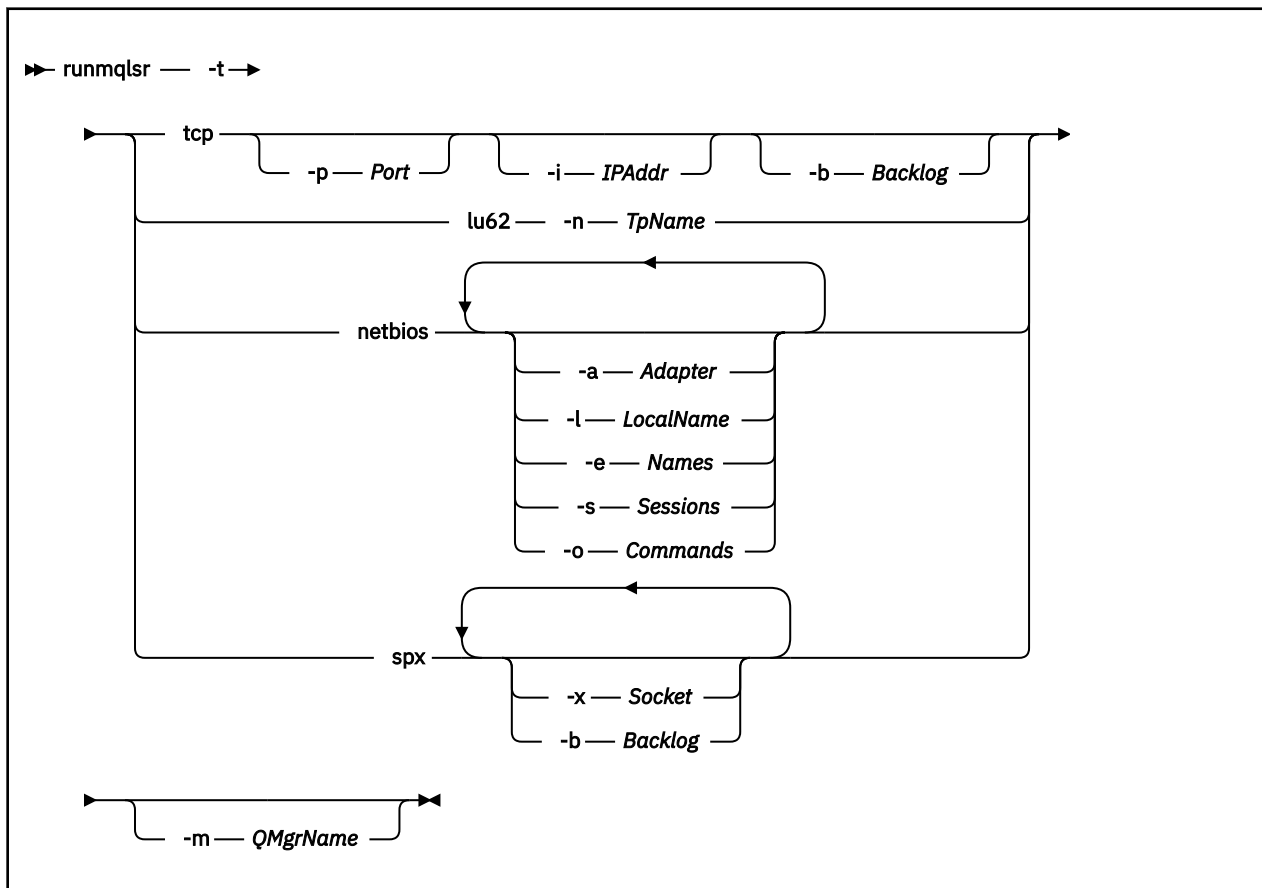 runmqlsr -t
tcp
-p Port -i IPAddr -b Backlog
lu62 -n TpName
netbios
-a Adapter
-l LocalName
-e Names
-s Sessions
-o Commands
spx
-x Socket
-b Backlog
-m QMgrName